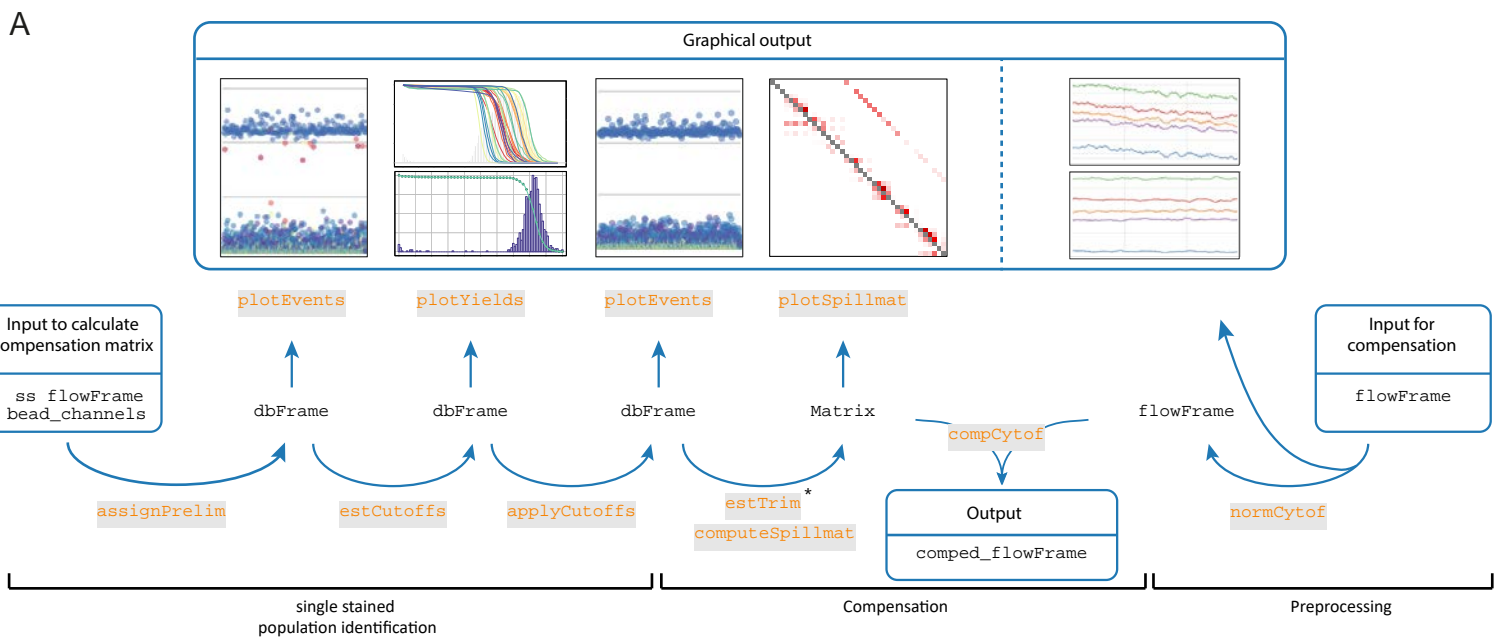 A
Graphical output
plotEvents
plotYields
plotEvents
plotSpillmat
Input to calculate
ompensation matrix
ss flowFrame
bead_channels
Input for
compensation
flowFrame
dbFrame
dbFrame
dbFrame
Matrix
flowFrame
compCytof
assignPrelim
estCutoffs
applyCutoffs
estTrim*
computeSpillmat
Output
comped_flowFrame
normCytof
single stained
population identification
Compensation
Preprocessing